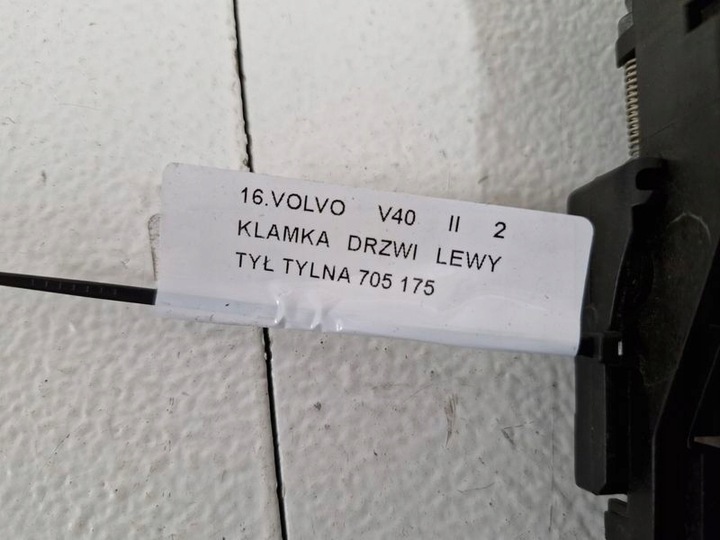 16.VOLVO V40 II 2
KLAMKA DRZWI LEWY
TYŁ TYLNA 705 175